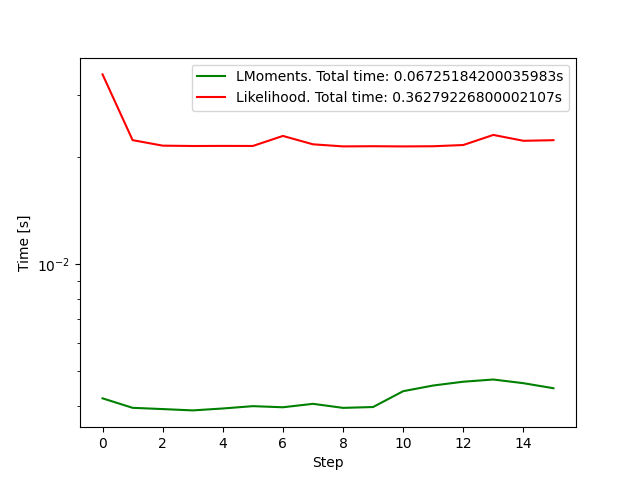 LMoments. Total time: 0.06725184200035983s
Likelihood. Total time: 0.36279226800002107s
Time [s]
10⁻²
0 2 4 6 8 10 12 14
Step